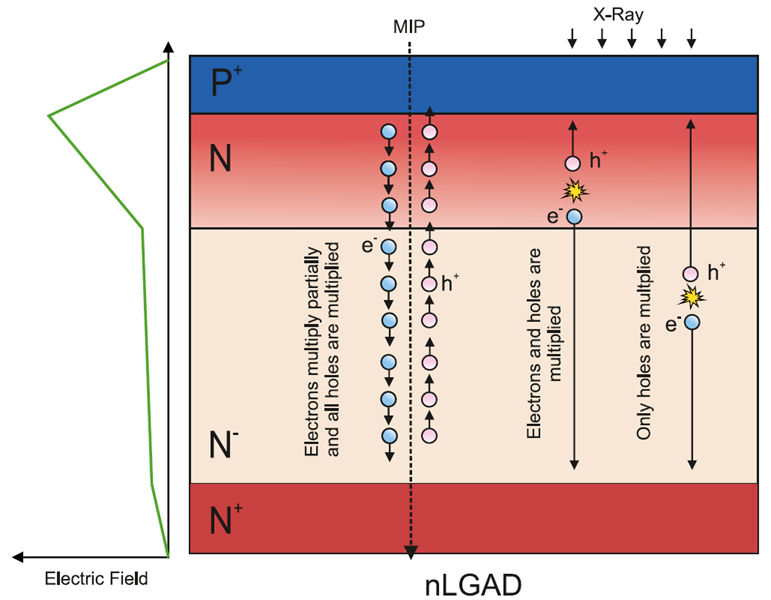 MIP
X-Ray
P+
N
h+
e-
e-
h+
h+
e-
Electrons multiply partially
and all holes are multiplied
Electrons and holes are
multiplied
Only holes are multplied
N-
N+
Electric Field
nLGAD